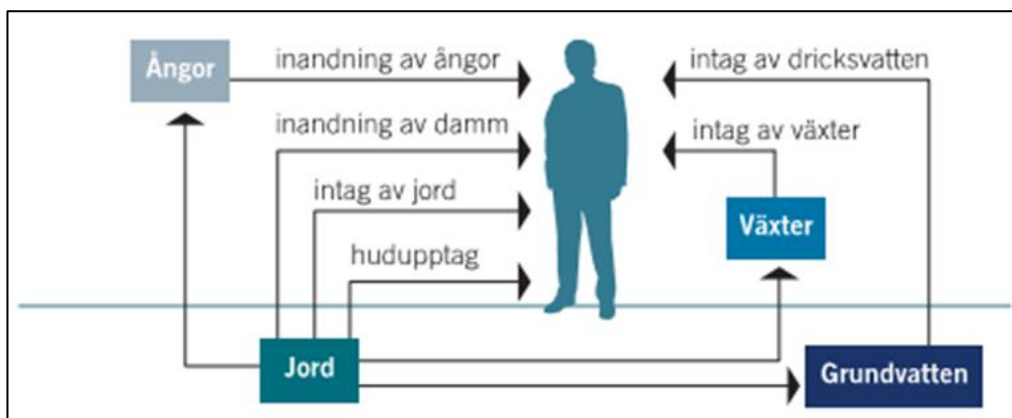 Ångor
inandning av ångor
inandning av damm
intag av jord
hudupptag
intag av dricksvatten
intag av växter
Växter
Jord
Grundvatten